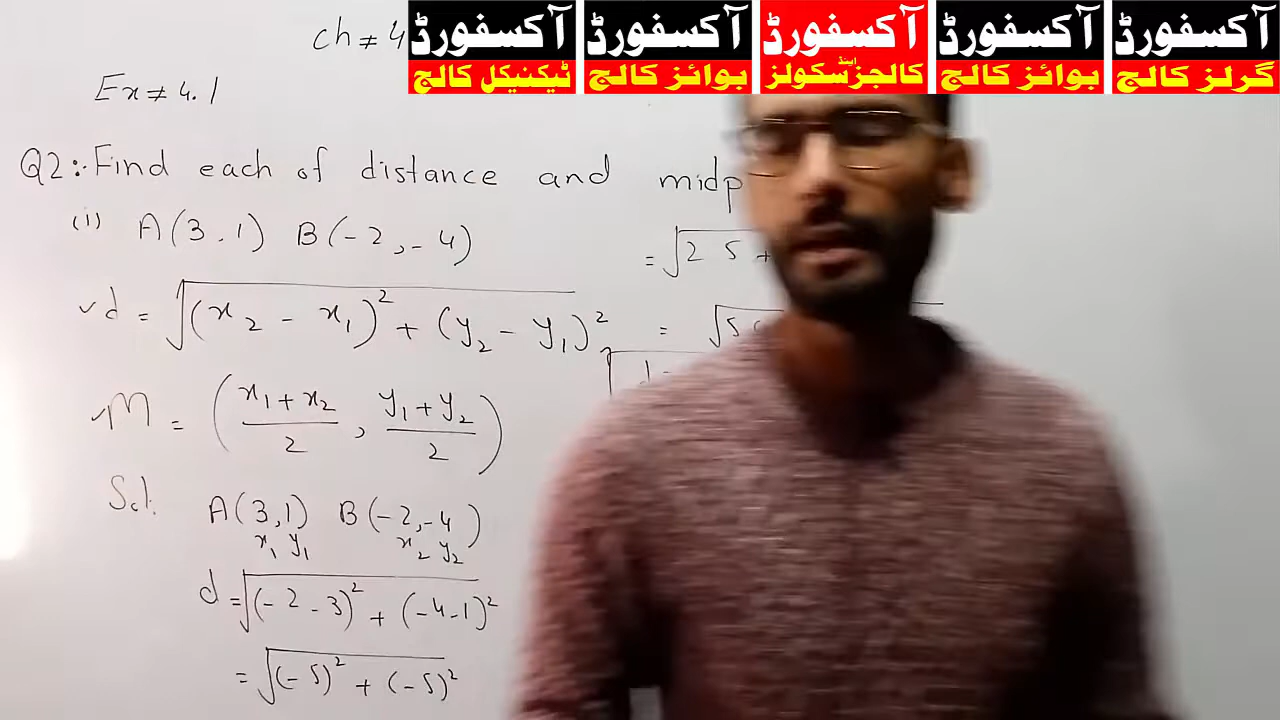 ch # 4
آکسفورڈ
ٹیکنیکل کالج
آکسفورڈ
بوائز کالج
آکسفورڈ
کالجز اینڈ سکولز
آکسفورڈ
بوائز کالج
آکسفورڈ
گرلز کالج
Ex # 4.1
Q2: Find each of distance and midp
(i) A(3.1) B(-2,-4)
d = √(x₂ - x₁)² + (y₂ - y₁)²
M = (x₁+x₂/2, y₁+y₂/2)
Sol. A(3,1) B(-2,-4)
x₁ y₁ x₂ y₂
d = √(-2-3)² + (-4-1)²
= √(-5)² + (-5)²
= √25 +
= √5